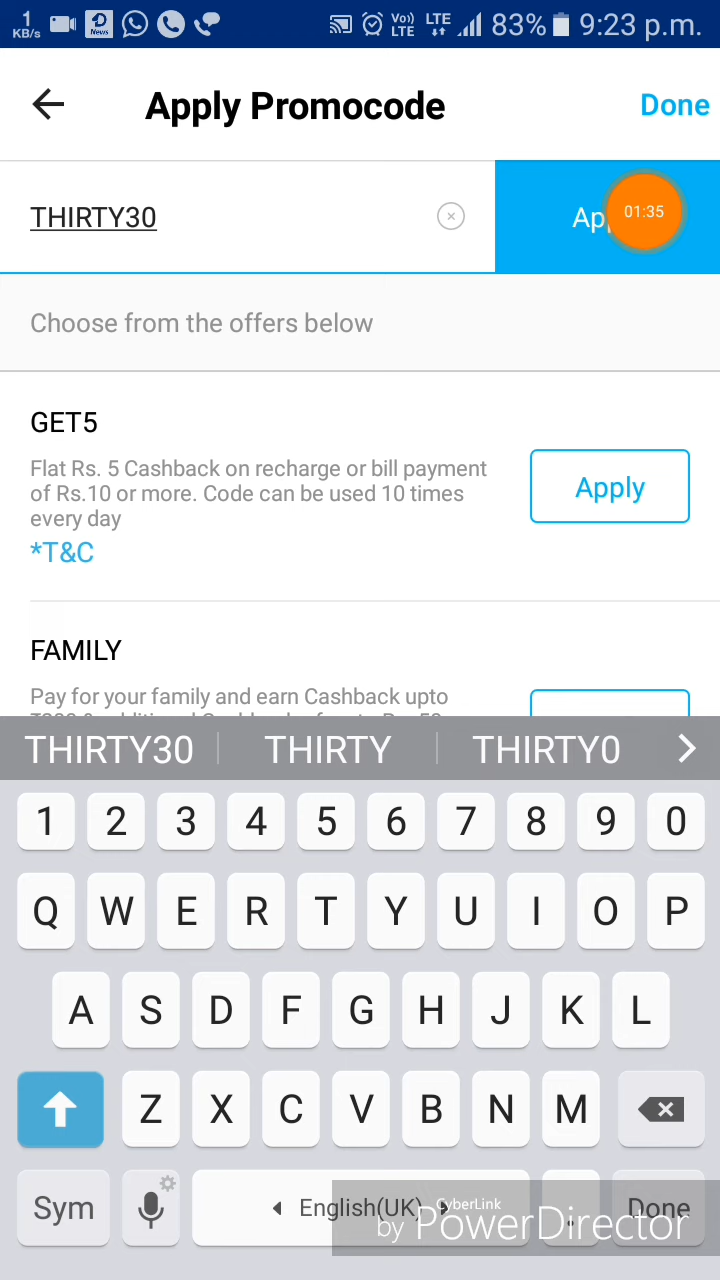 1
KB/s
News
Vo))
LTE
LTE
83%
9:23 p.m.
Apply Promocode
Done
THIRTY30
01:35
Choose from the offers below
GET5
Flat Rs. 5 Cashback on recharge or bill payment
of Rs.10 or more. Code can be used 10 times
every day
*T&C
Apply
FAMILY
Pay for your family and earn Cashback upto
THIRTY30
THIRTY
THIRTY0
1 2 3 4 5 6 7 8 9 0
Q W E R T Y U I O P
A S D F G H J K L
Z X C V B N M
Sym
English(UK)
Done
CyberLink
by PowerDirector